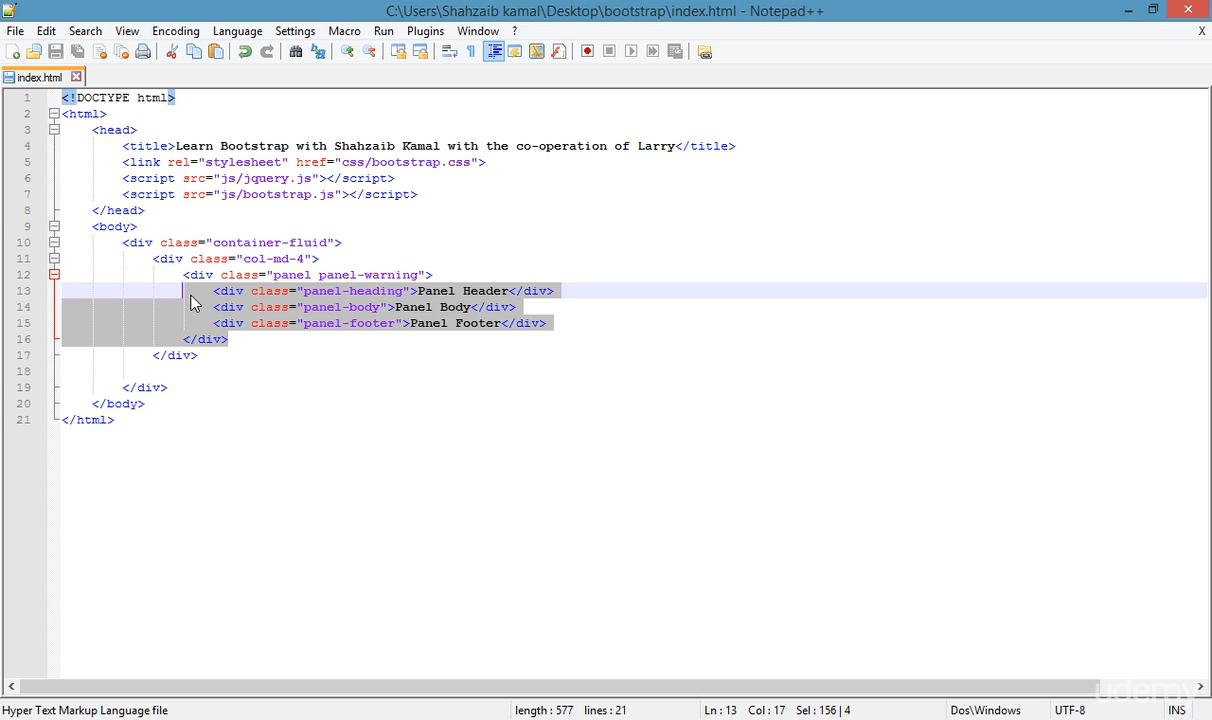 C:\Users\Shahzaib kamal\Desktop\bootstrap\index.html - Notepad++
File Edit Search View Encoding Language Settings Macro Run Plugins Window ? X
index.html
1 <!DOCTYPE html>
2 <html>
3 <head>
4 <title>Learn Bootstrap with Shahzaib Kamal with the co-operation of Larry</title>
5 <link rel="stylesheet" href="css/bootstrap.css">
6 <script src="js/jquery.js"></script>
7 <script src="js/bootstrap.js"></script>
8 </head>
9 <body>
10 <div class="container-fluid">
11 <div class="col-md-4">
12 <div class="panel panel-warning">
13 <div class="panel-heading">Panel Header</div>
14 <div class="panel-body">Panel Body</div>
15 <div class="panel-footer">Panel Footer</div>
16 </div>
17 </div>
18
19 </div>
20 </body>
21 </html>
udemy
Hyper Text Markup Language file length : 577 lines : 21 Ln : 13 Col : 17 Sel : 156 | 4 Dos\Windows UTF-8 INS